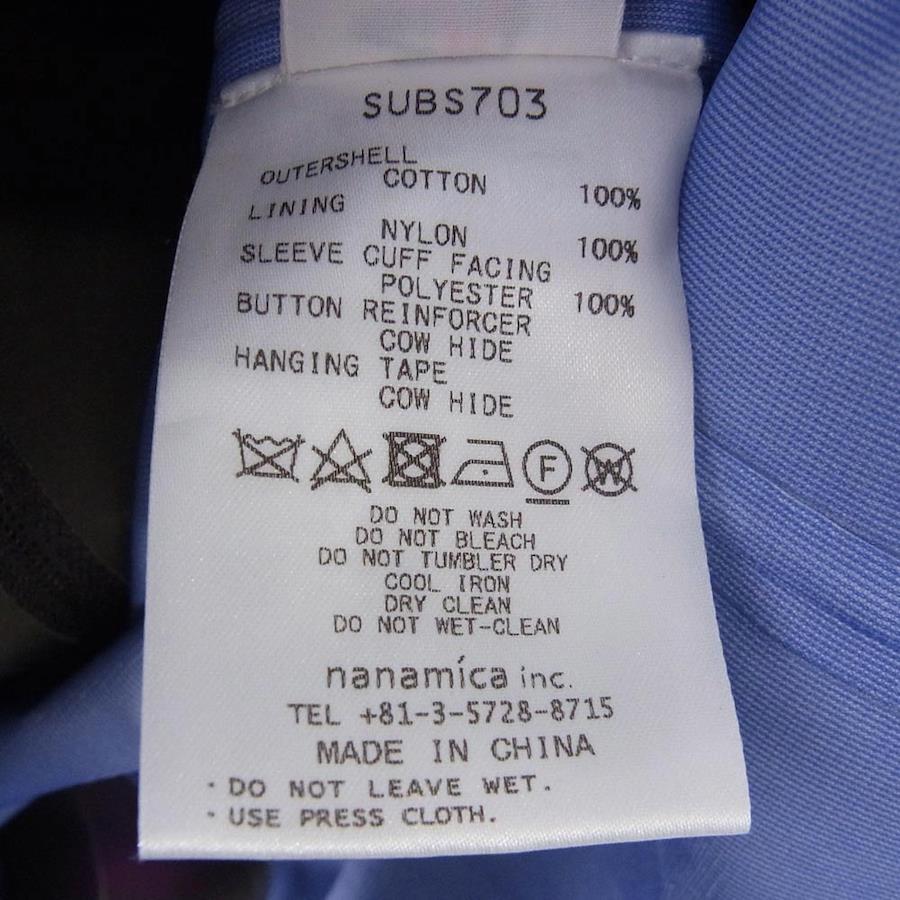 SUBS703
OUTERSHELL
COTTON 100%
LINING
NYLON 100%
SLEEVE CUFF FACING
POLYESTER 100%
BUTTON REINFORCER
COW HIDE
HANGING TAPE
COW HIDE
F W
DO NOT WASH
DO NOT BLEACH
DO NOT TUMBLER DRY
COOL IRON
DRY CLEAN
DO NOT WET-CLEAN
nanamíca inc.
TEL +81-3-5728-8715
MADE IN CHINA
・DO NOT LEAVE WET.
・USE PRESS CLOTH.